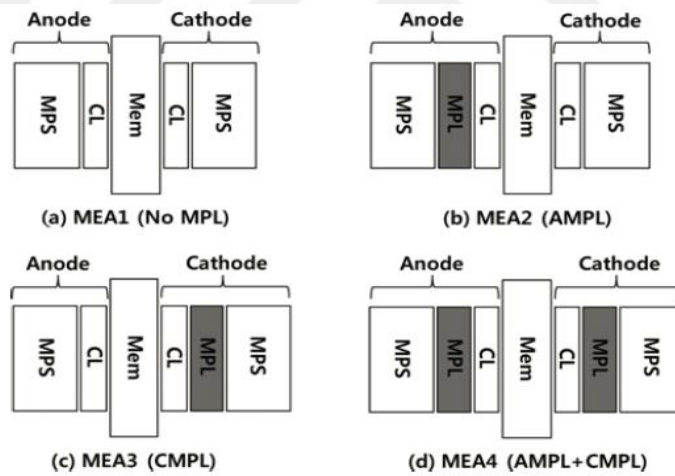 Anode Cathode
MPS CL Mem CL MPS
(a) MEA1 (No MPL)
Anode Cathode
MPS MPL CL Mem CL MPS
(b) MEA2 (AMPL)
Anode Cathode
MPS CL Mem CL MPL MPS
(c) MEA3 (CMPL)
Anode Cathode
MPS MPL CL Mem CL MPL MPS
(d) MEA4 (AMPL+CMPL)